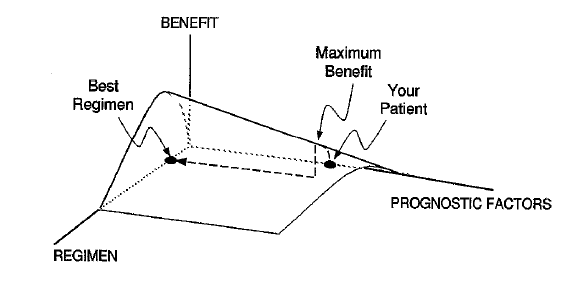 BENEFIT
Maximum
Benefit
Best
Regimen
Your
Patient
PROGNOSTIC FACTORS
REGIMEN